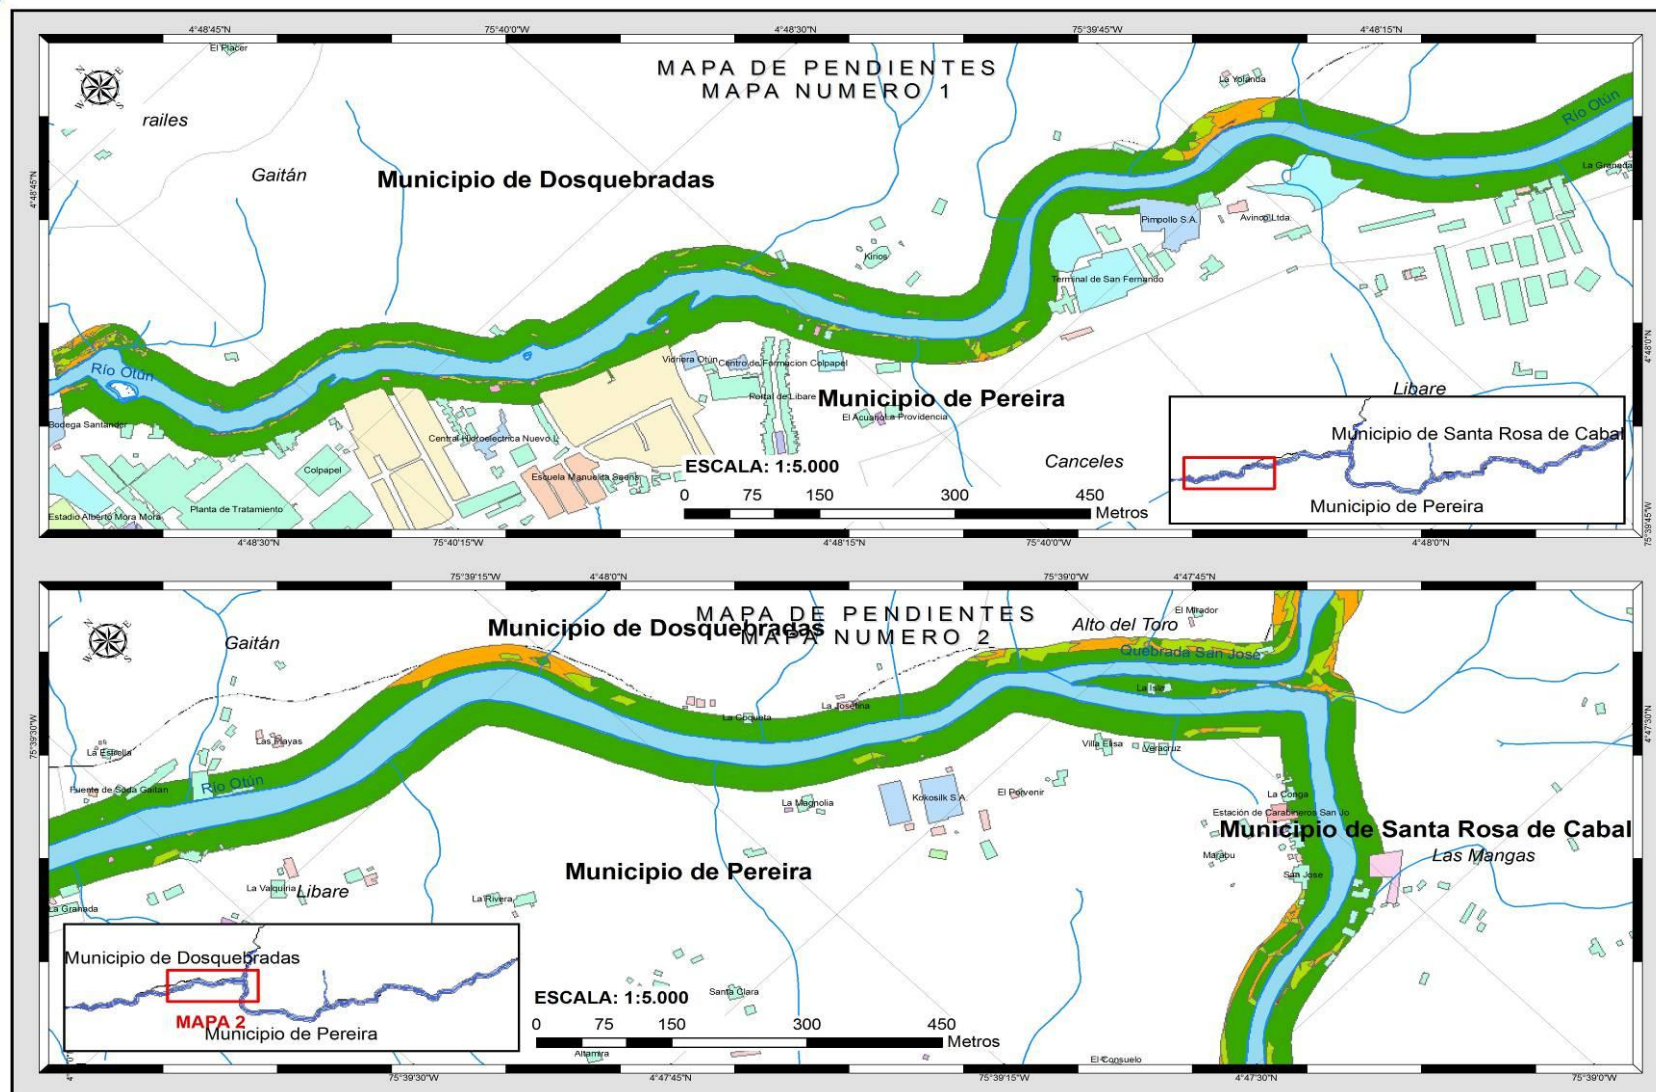 4°48'45"N
75°40'0"W
4°48'30"N
75°39'45"W
4°48'15"N
El Placer
MAPA DE PENDIENTES
MAPA NUMERO 1
La Yolanda
N
E
W
S
railes
Río Otún
Gaitán
Municipio de Dosquebradas
La Granada
4°48'45"N
Pimpollo S.A.
Avinco Ltda
Kirios
Terminal de San Fernando
4°48'0"N
Río Otún
Vidriera Otún
Centro de Formacion Colpapel
Portal de Libare
Municipio de Pereira
Libare
El Acuario
La Providencia
Bodega Santander
Central Hidroelectrica Nuevo L
Municipio de Santa Rosa de Cabal
Colpapel
ESCALA: 1:5.000
Canceles
Escuela Manuelita Saens
0 75 150 300 450
Metros
Planta de Tratamiento
Estadio Alberto Mora Mora
Municipio de Pereira
75°39'45"W
4°48'30"N
75°40'15"W
4°48'15"N
75°40'0"W
4°48'0"N
75°39'15"W
4°48'0"N
75°39'0"W
4°47'45"N
MAPA DE PENDIENTES
MAPA NUMERO 2
Municipio de Dosquebradas
El Mirador
Alto del Toro
N
E
W
S
Gaitán
Quebrada San Jose
La Isla
La Coqueta
La Josefina
75°39'30"W
4°47'30"N
La Estrella
Las Mayas
Villa Elisa
Veracruz
Fuente de Soda Gaitan
Río Otún
La Magnolia
Kokosilk S.A.
El Porvenir
La Conga
Estación de Carabineros San Jo
Municipio de Santa Rosa de Cabal
Marabu
Las Mangas
Municipio de Pereira
San Jose
La Valquiria
Libare
La Rivera
La Granada
Municipio de Dosquebradas
MAPA 2
Municipio de Pereira
Santa Clara
ESCALA: 1:5.000
0 75 150 300 450
Metros
Altamira
El Consuelo
75°39'30"W
4°47'45"N
75°39'15"W
4°47'30"N
75°39'0"W